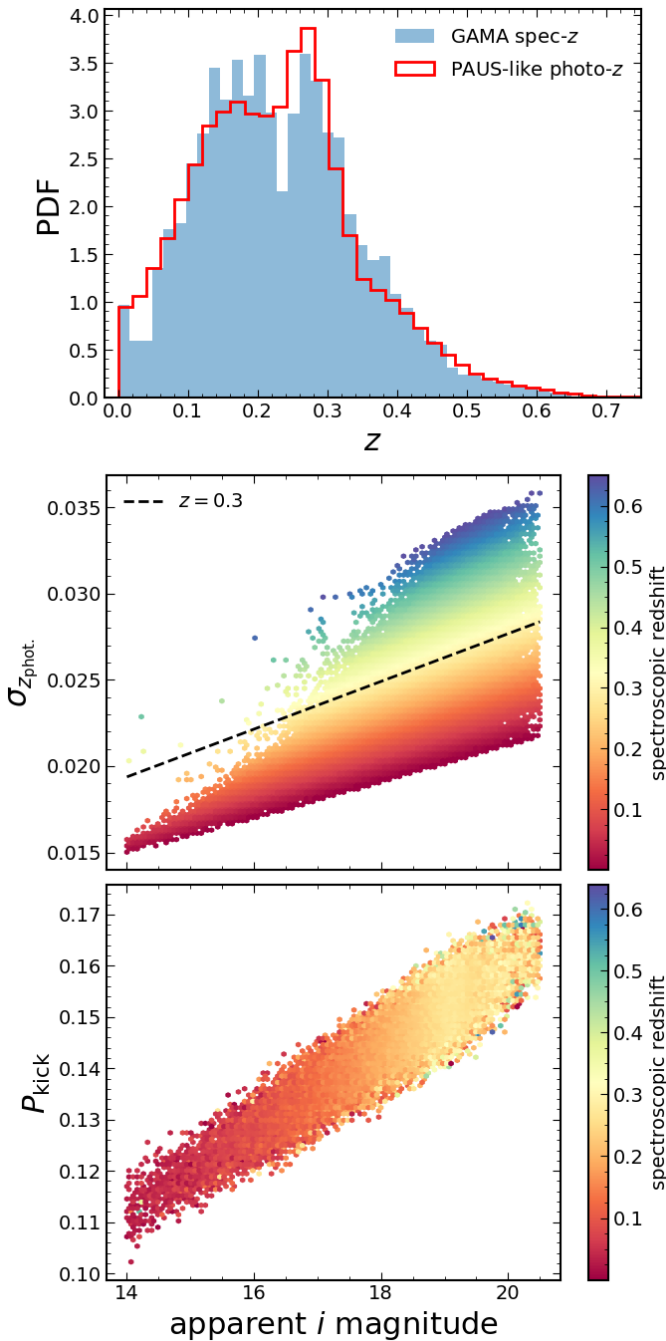 GAMA spec-z
PAUS-like photo-z
PDF
4.0
3.5
3.0
2.5
2.0
1.5
1.0
0.5
0.0
0.0 0.1 0.2 0.3 0.4 0.5 0.6 0.7
z
z = 0.3
σ_{z_{phot.}}
0.035
0.030
0.025
0.020
0.015
0.6
0.5
0.4
0.3
0.2
0.1
spectroscopic redshift
P_{kick}
0.17
0.16
0.15
0.14
0.13
0.12
0.11
0.10
0.6
0.5
0.4
0.3
0.2
0.1
spectroscopic redshift
14 16 18 20
apparent i magnitude